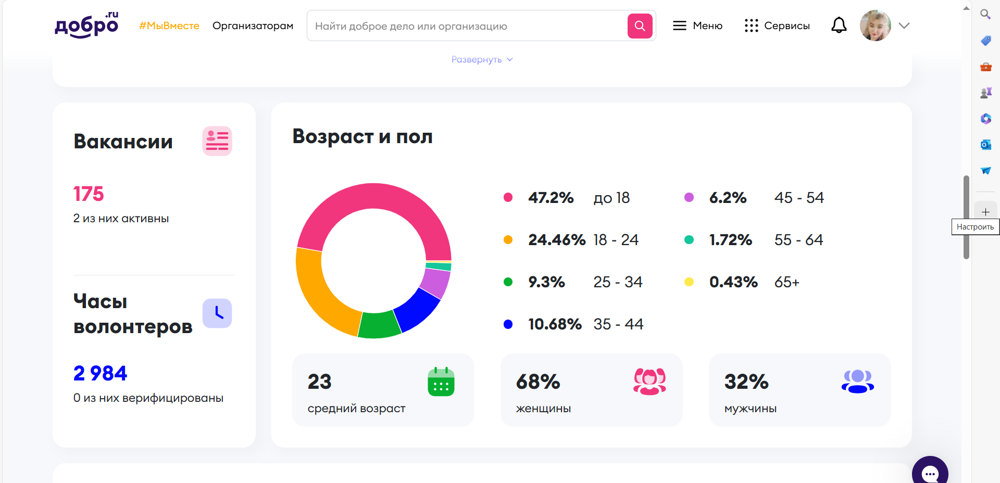 добро.ru
#МыВместе
Организаторам
Найти доброе дело или организацию
Меню
Сервисы
Развернуть
Вакансии
175
2 из них активны
Часы
волонтеров
2 984
0 из них верифицированы
Возраст и пол
47.2% до 18
24.46% 18 - 24
9.3% 25 - 34
10.68% 35 - 44
6.2% 45 - 54
1.72% 55 - 64
0.43% 65+
23
средний возраст
68%
женщины
32%
мужчины
Настроить